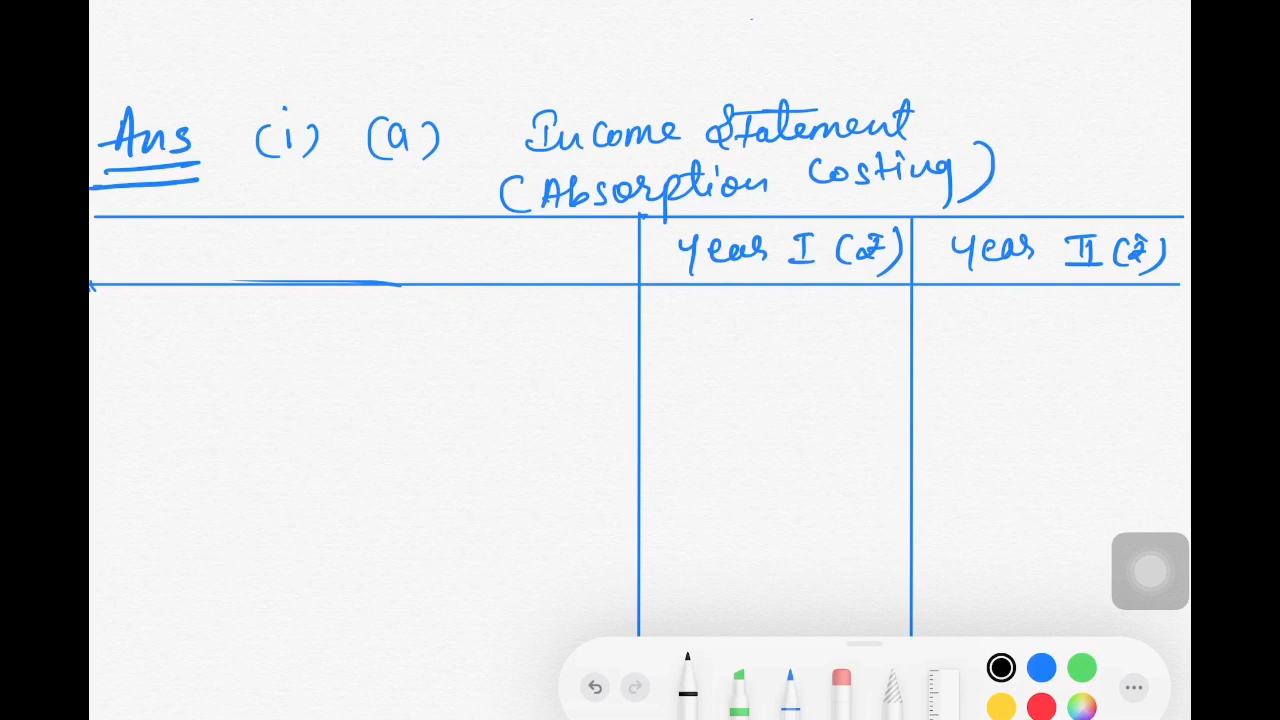 Ans (i) (a) Income Statement
(Absorption Costing)
Year I (₹) Year II (₹)